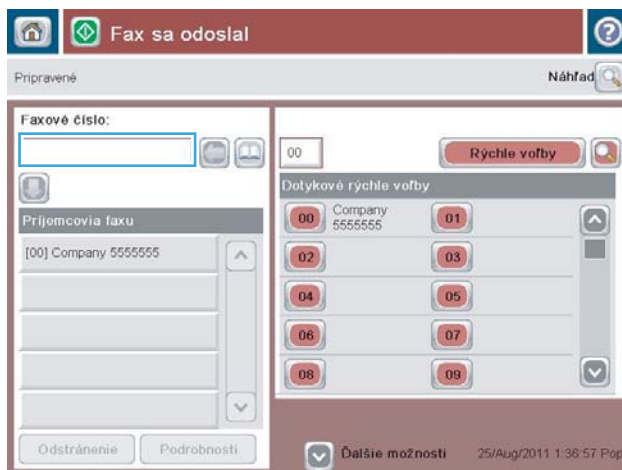 Fax sa odoslal
Pripravené
Náhľad
Faxové číslo:
00
Rýchle voľby
Dotykové rýchle voľby
Príjemcovia faxu
[00] Company 5555555
00
Company
5555555
01
02
03
04
05
06
07
08
09
Odstránenie
Podrobnosti
Ďalšie možnosti
25/Aug/2011 1:36:57 Pop